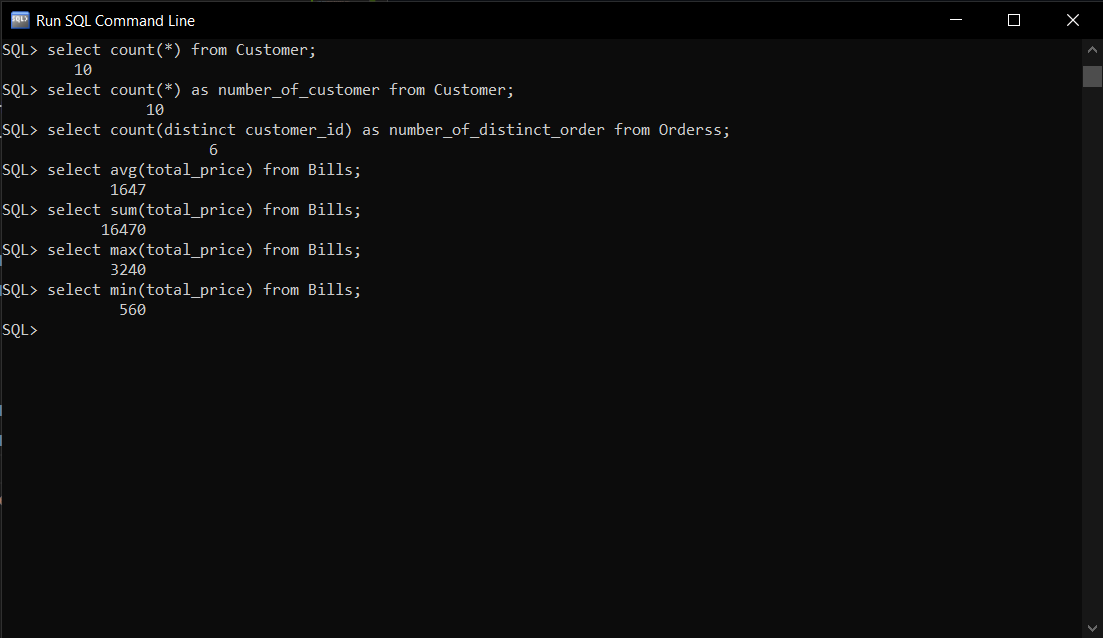 Run SQL Command Line
SQL> select count(*) from Customer;
10
SQL> select count(*) as number_of_customer from Customer;
10
SQL> select count(distinct customer_id) as number_of_distinct_order from Orderss;
6
SQL> select avg(total_price) from Bills;
1647
SQL> select sum(total_price) from Bills;
16470
SQL> select max(total_price) from Bills;
3240
SQL> select min(total_price) from Bills;
560
SQL>